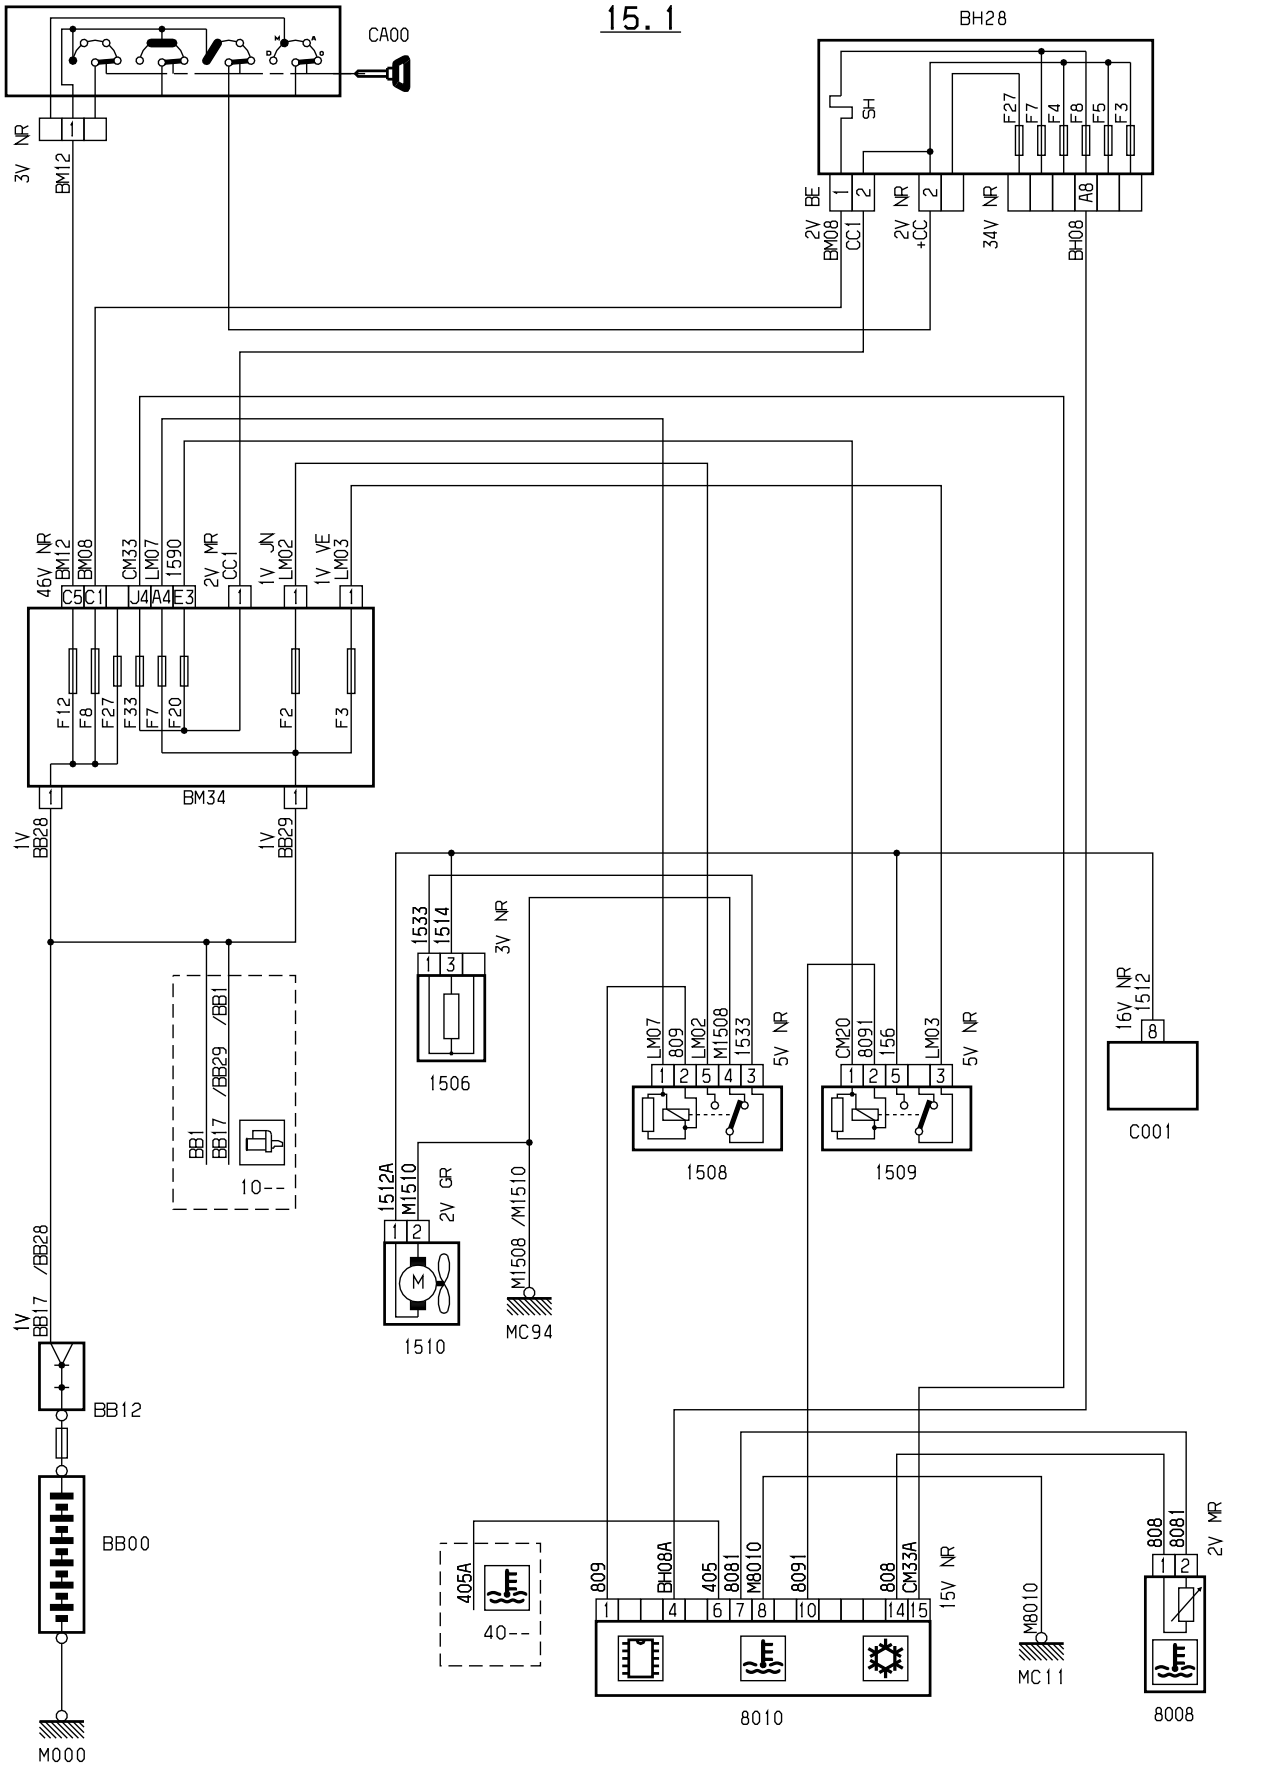 15.1
CA00
M A
D O
3V NR
1
BM12
BH28
SH
F27
F7
F4
F8
F5
F3
1
2
2
A8
2V BE
BM08
CC1
2V NR
+CC
34V NR
BH08
46V NR
BM12
BM08
CM33
LM07
1590
2V MR
CC1
1V JN
LM02
1V VE
LM03
C5
C1
J4
A4
E3
1
1
1
F12
F8
F27
F33
F7
F20
F2
F3
1
BM34
1
1V
BB28
1V
BB29
1533
1514
3V NR
1
3
1506
16V NR
1512
8
C001
LM07
809
LM02
M1508
1533
5V NR
1
2
5
4
3
1508
CM20
8091
156
LM03
5V NR
1
2
5
3
1509
BB1
BB17 /BB29 /BB1
10--
1512A
M1510
2V GR
1
2
M
1510
M1508 /M1510
MC94
1V
BB17 /BB28
BB12
BB00
M000
405A
40--
809
BH08A
405
8081
M8010
8091
808
CM33A
15V NR
1
4
6
7
8
10
14
15
8010
M8010
MC11
808
8081
2V MR
1
2
8008